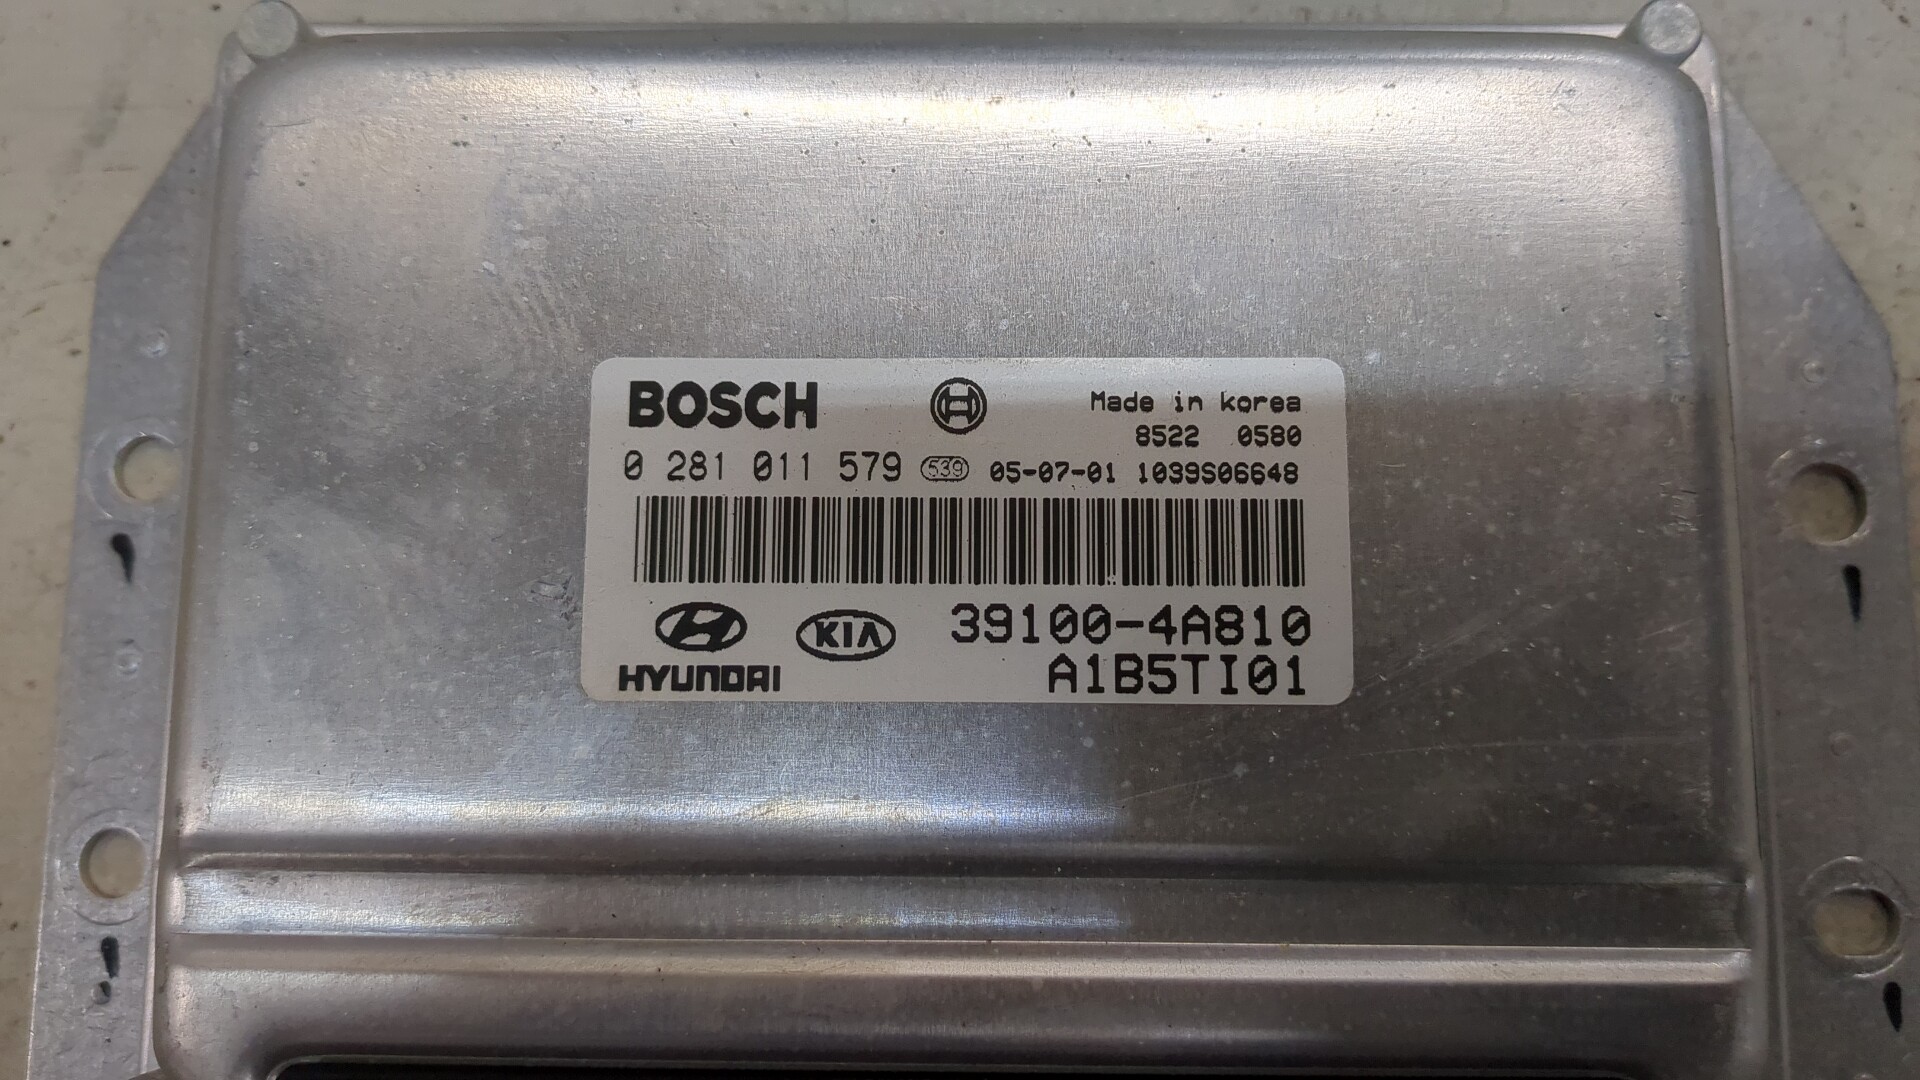 BOSCH
Made in korea
8522 0580
0 281 011 579 539 05-07-01 1039S06648
KIA 39100-4A810
HYUNDAI A1B5TI01